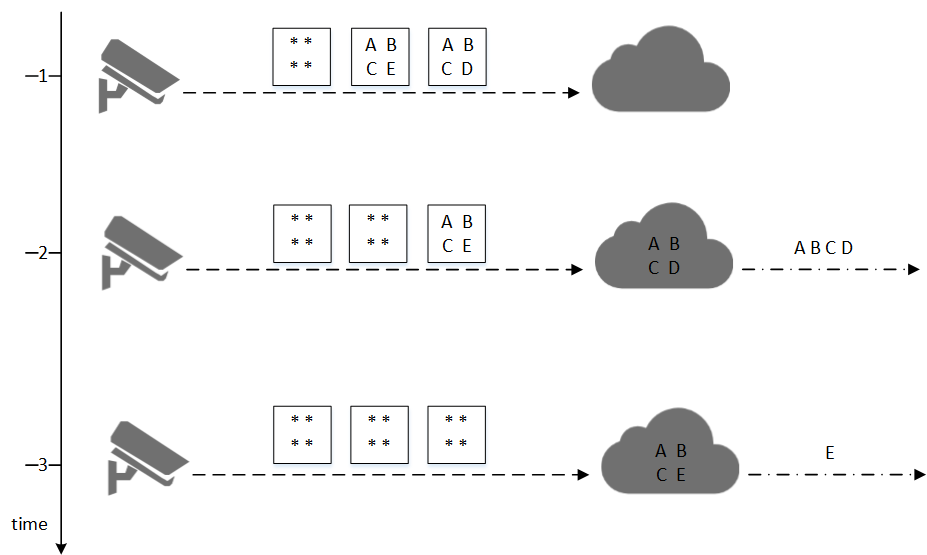 * * A B A B
1
* * C E C D
* * * * A B A B A B C D
2
* * * * C E C D
* * * * * * A B E
3
* * * * * * C E
time